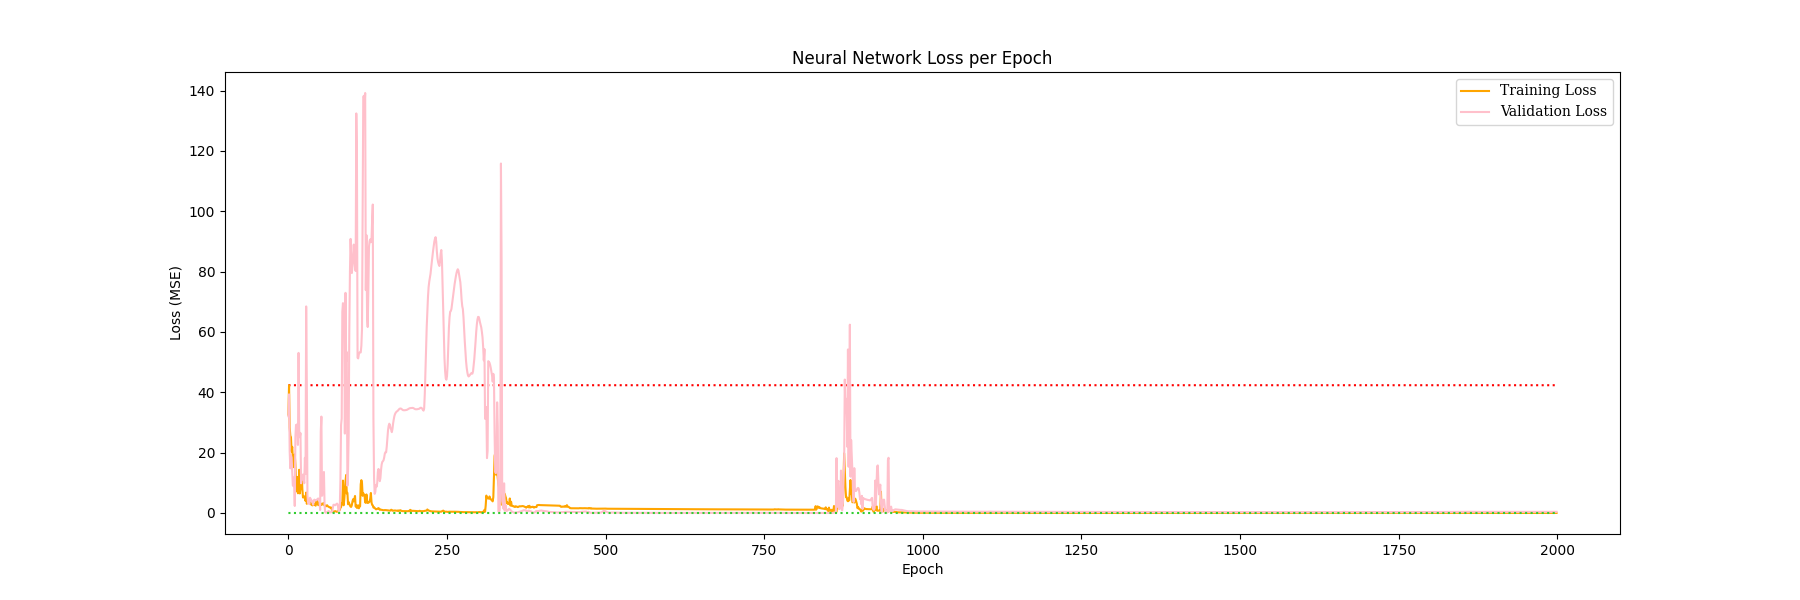 Neural Network Loss per Epoch
Training Loss
Validation Loss
140
120
100
80
60
40
20
0
Loss (MSE)
0 250 500 750 1000 1250 1500 1750 2000
Epoch